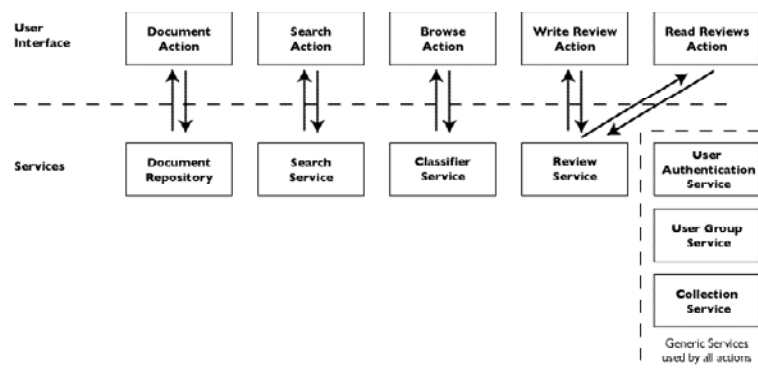 User
Interface
Document
Action
Search
Action
Browse
Action
Write Review
Action
Read Reviews
Action
Services
Document
Repository
Search
Service
Classifier
Service
Review
Service
User
Authentication
Service
User Group
Service
Collection
Service
Generic Services
used by all actions